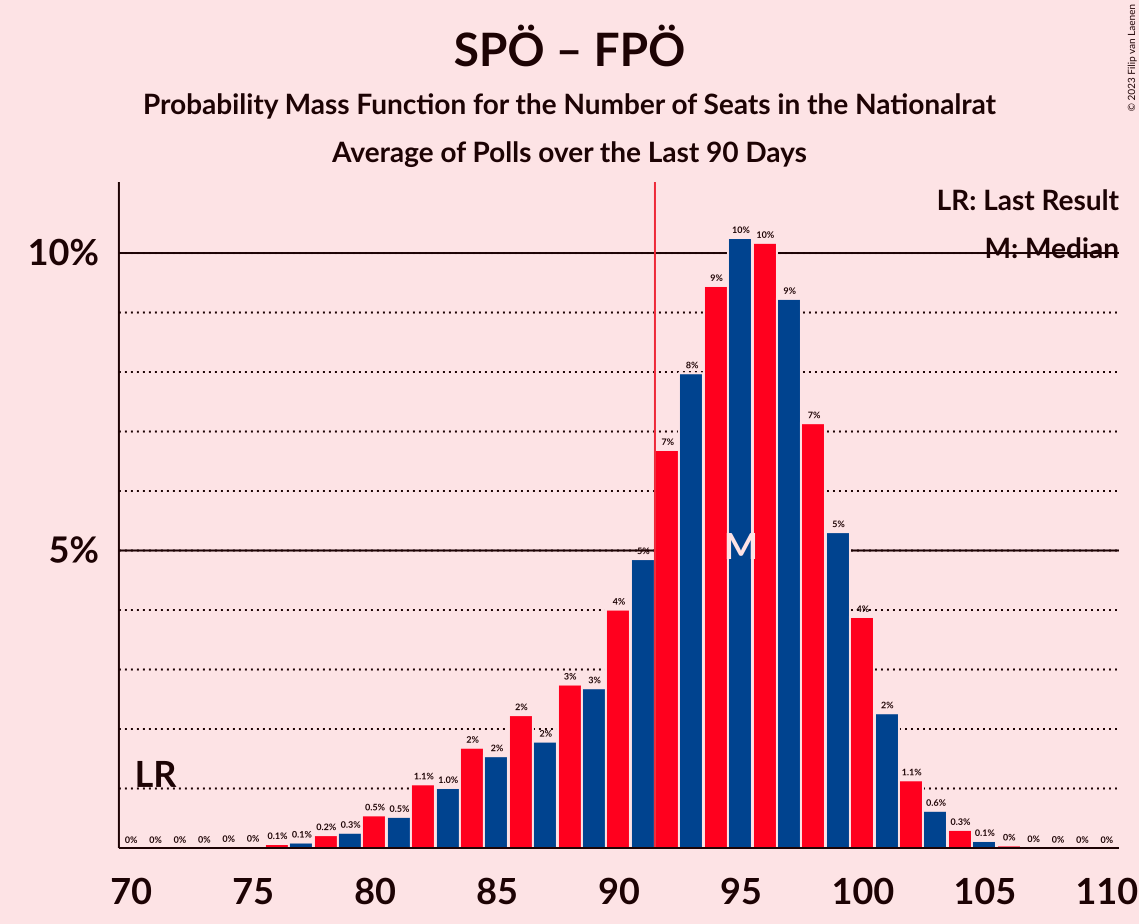 SPÖ – FPÖ
Probability Mass Function for the Number of Seats in the Nationalrat
Average of Polls over the Last 90 Days
© 2023 Filip van Laenen
LR: Last Result
M: Median
10%
5%
LR
M
0% 0% 0% 0% 0% 0% 0.1% 0.1% 0.2% 0.3% 0.5% 0.5% 1.1% 1.0% 2% 2% 2% 2% 3% 3% 4% 5% 7% 8% 9% 10% 10% 9% 7% 5% 4% 2% 1.1% 0.6% 0.3% 0.1% 0% 0% 0% 0% 0%
70 75 80 85 90 95 100 105 110